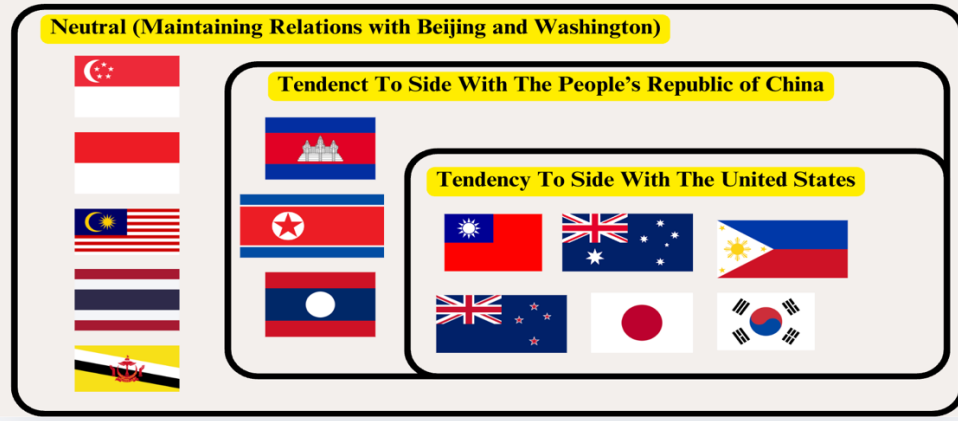 Neutral (Maintaining Relations with Beijing and Washington)
Tendenct To Side With The People's Republic of China
Tendency To Side With The United States